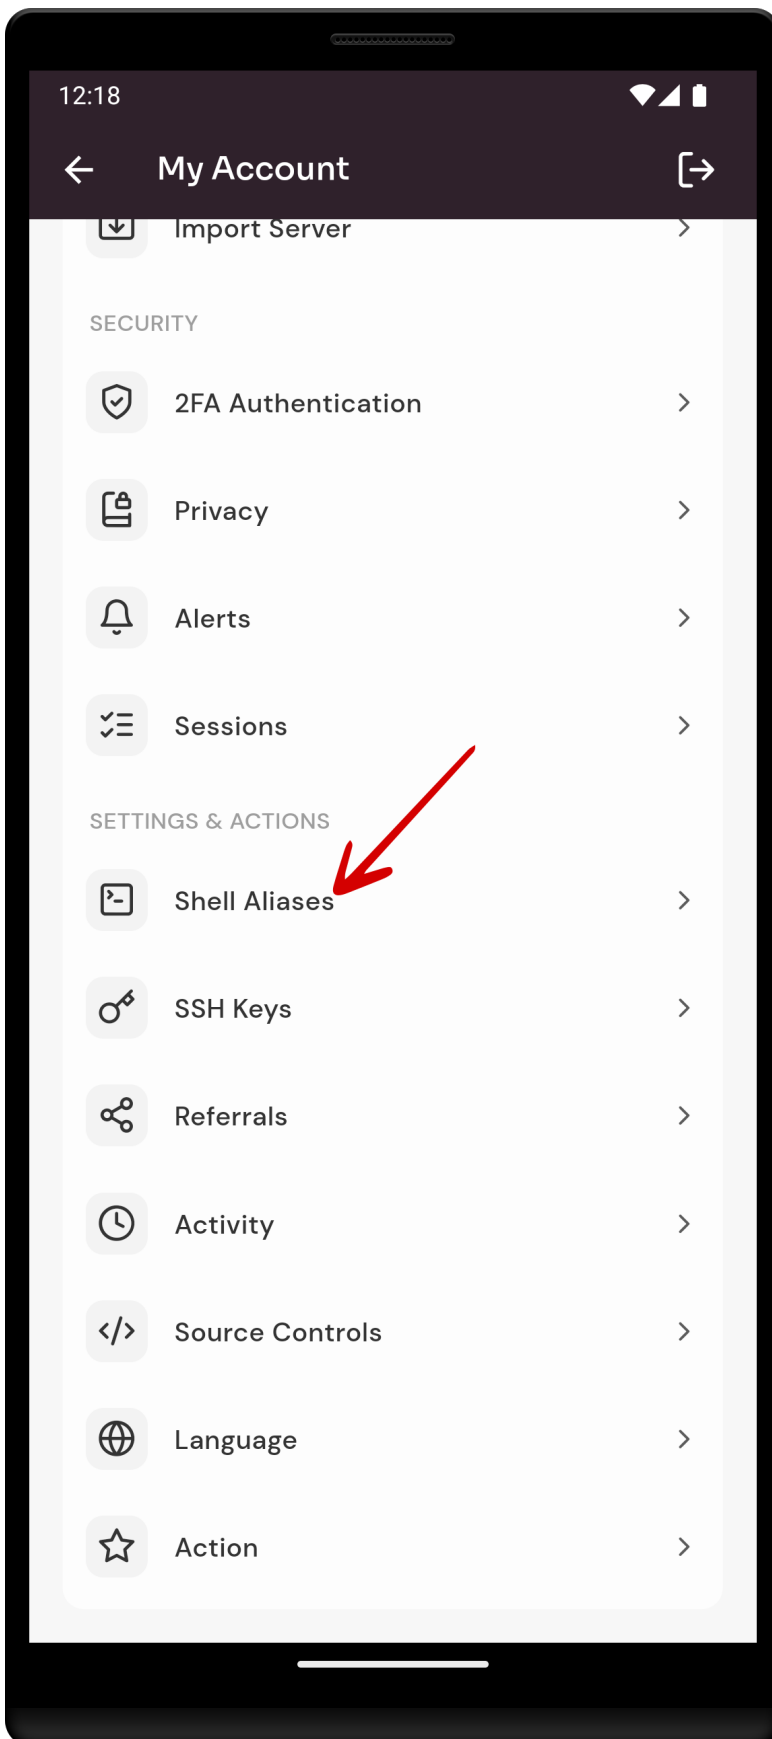 12:18
My Account
Import Server
SECURITY
2FA Authentication
Privacy
Alerts
Sessions
SETTINGS & ACTIONS
Shell Aliases
SSH Keys
Referrals
Activity
Source Controls
Language
Action